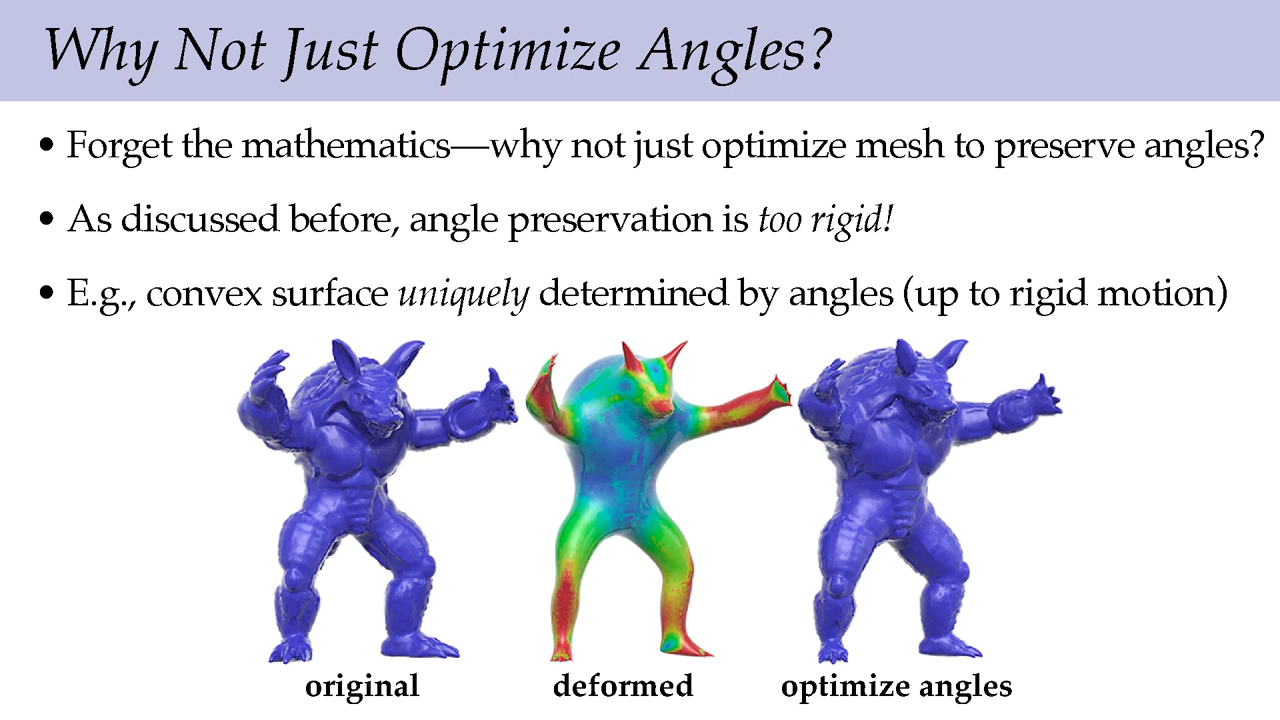 Why Not Just Optimize Angles?
• Forget the mathematics—why not just optimize mesh to preserve angles?
• As discussed before, angle preservation is too rigid!
• E.g., convex surface uniquely determined by angles (up to rigid motion)
original deformed optimize angles